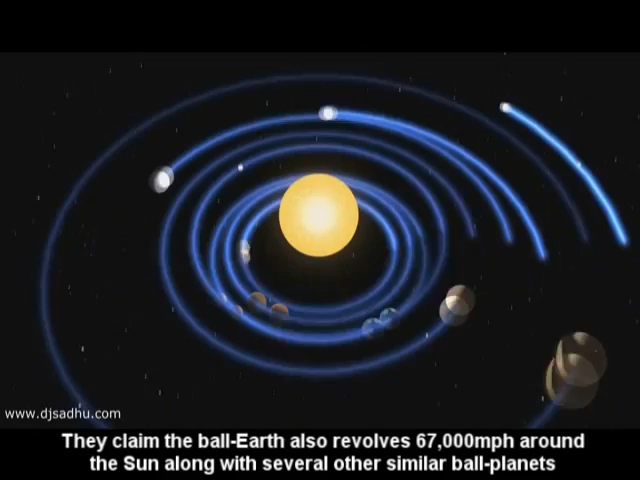 www.djsadhu.com
They claim the ball-Earth also revolves 67,000mph around
the Sun along with several other similar ball-planets